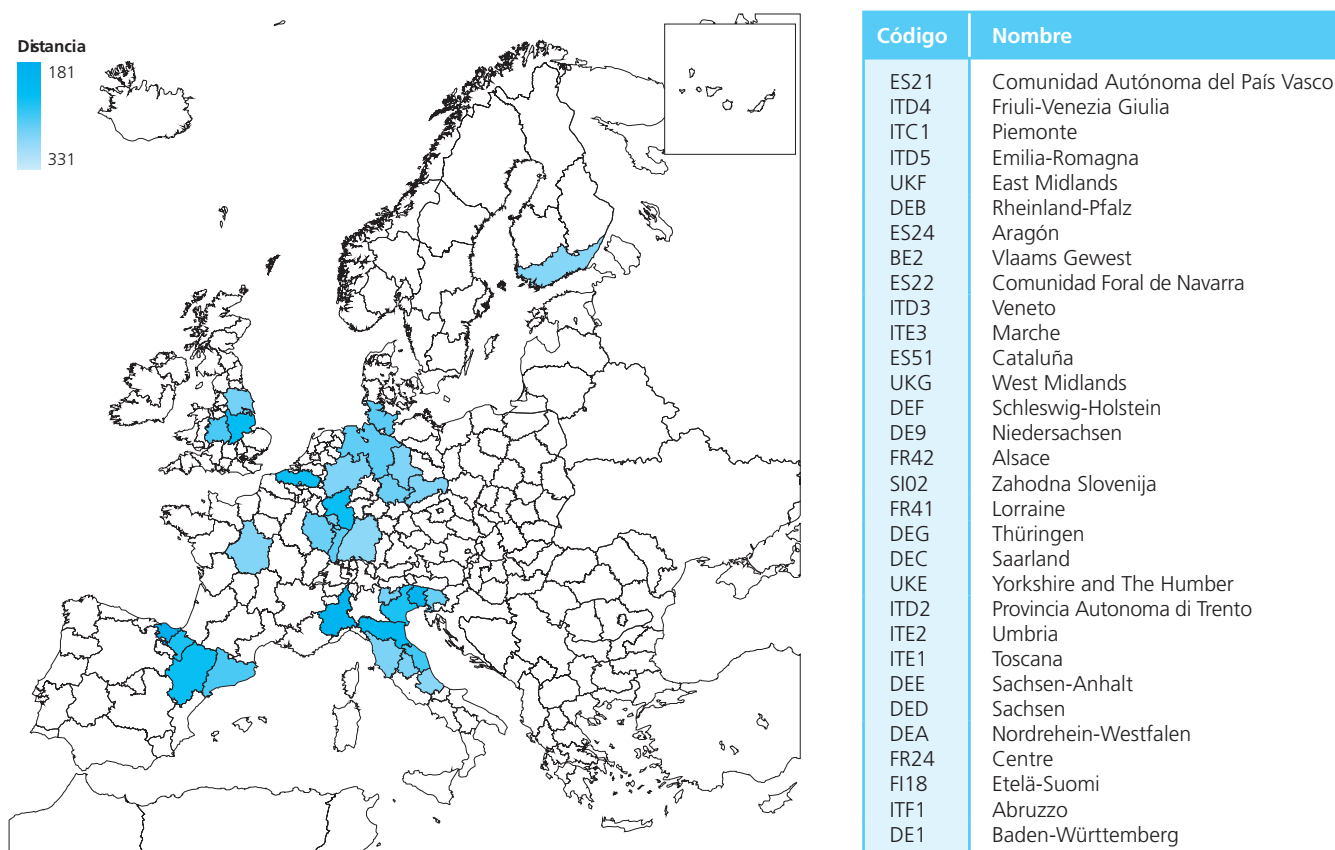 Distancia
181
331
Código Nombre
ES21 Comunidad Autónoma del País Vasco
ITD4 Friuli-Venezia Giulia
ITC1 Piemonte
ITD5 Emilia-Romagna
UKF East Midlands
DEB Rheinland-Pfalz
ES24 Aragón
BE2 Vlaams Gewest
ES22 Comunidad Foral de Navarra
ITD3 Veneto
ITE3 Marche
ES51 Cataluña
UKG West Midlands
DEF Schleswig-Holstein
DE9 Niedersachsen
FR42 Alsace
SI02 Zahodna Slovenija
FR41 Lorraine
DEG Thüringen
DEC Saarland
UKE Yorkshire and The Humber
ITD2 Provincia Autonoma di Trento
ITE2 Umbria
ITE1 Toscana
DEE Sachsen-Anhalt
DED Sachsen
DEA Nordrehein-Westfalen
FR24 Centre
FI18 Etelä-Suomi
ITF1 Abruzzo
DE1 Baden-Württemberg